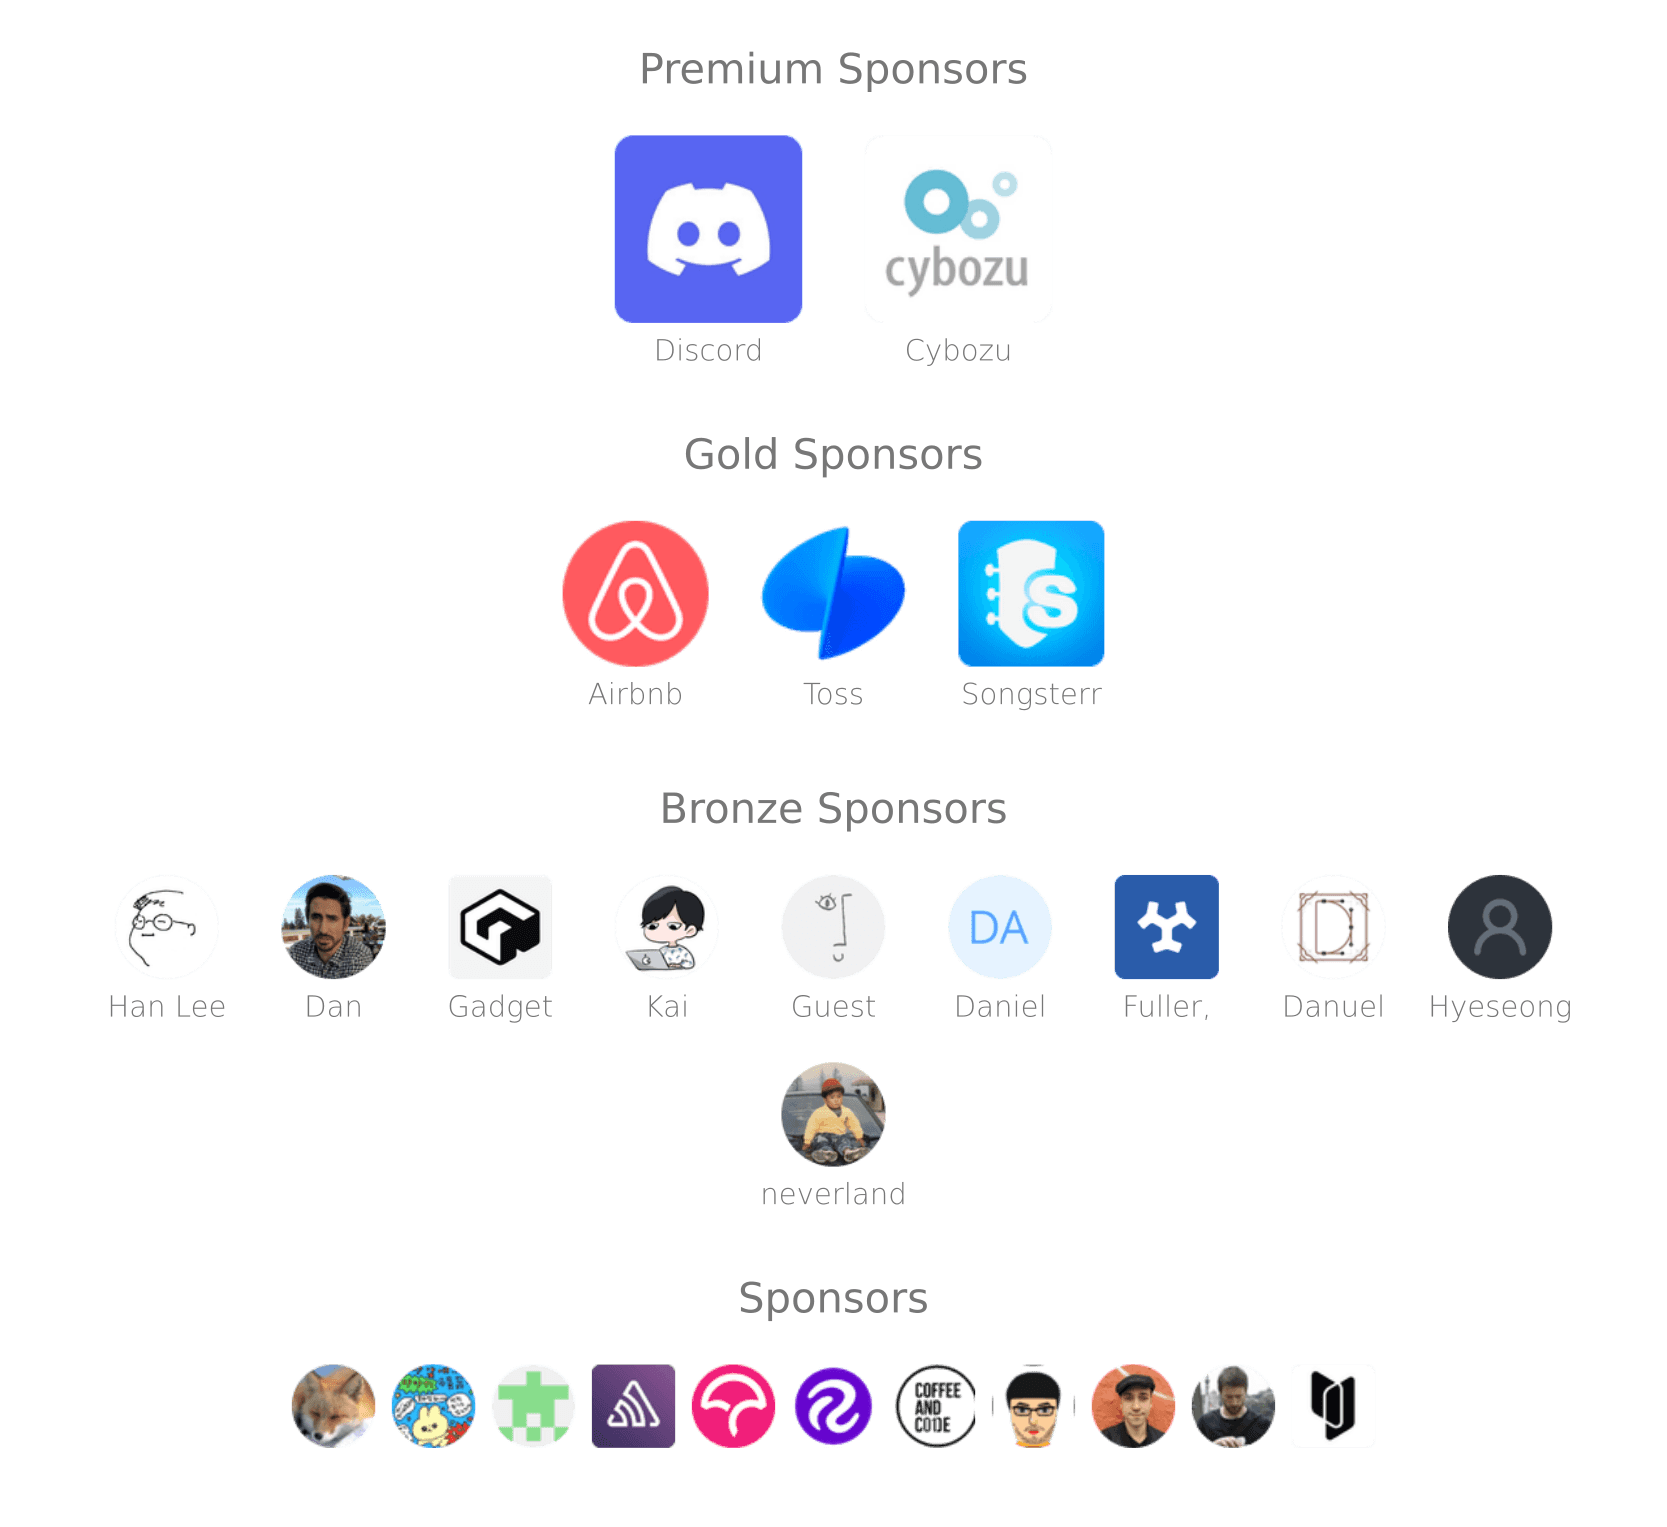 Premium Sponsors
cybozu
Discord Cybozu
Gold Sponsors
S
Airbnb Toss Songsterr
Bronze Sponsors
DA D
Han Lee Dan Gadget Kai Guest Daniel Fuller, Danuel Hyeseong
neverland
Sponsors
COFFEE
AND
CODE